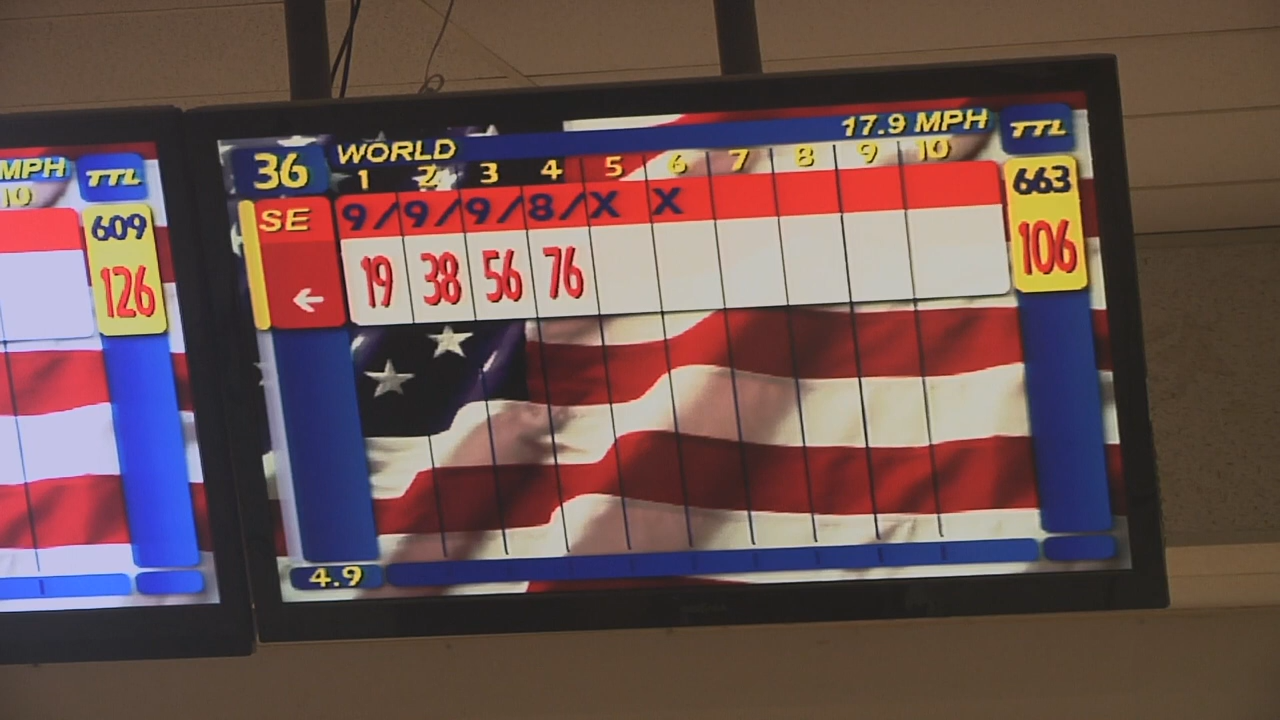 MPH TTL
10
609
126
36 WORLD 17.9 MPH TTL
1 2 3 4 5 6 7 8 9 10
SE 9/ 9/ 9/ 8/ X X 663
← 19 38 56 76 106
4.9